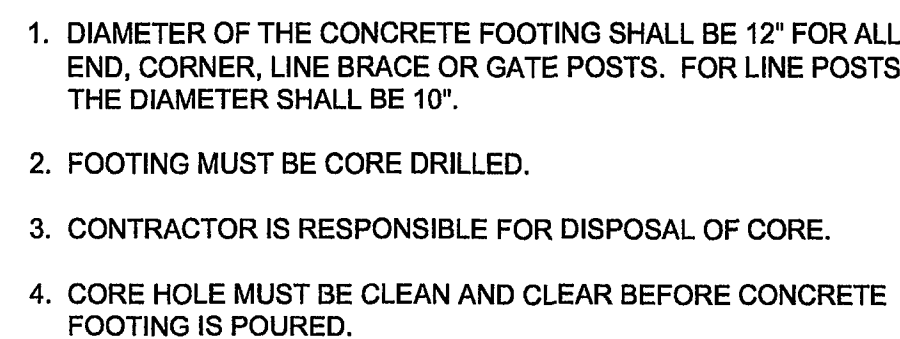 1. DIAMETER OF THE CONCRETE FOOTING SHALL BE 12" FOR ALL
END, CORNER, LINE BRACE OR GATE POSTS. FOR LINE POSTS
THE DIAMETER SHALL BE 10".
2. FOOTING MUST BE CORE DRILLED.
3. CONTRACTOR IS RESPONSIBLE FOR DISPOSAL OF CORE.
4. CORE HOLE MUST BE CLEAN AND CLEAR BEFORE CONCRETE
FOOTING IS POURED.